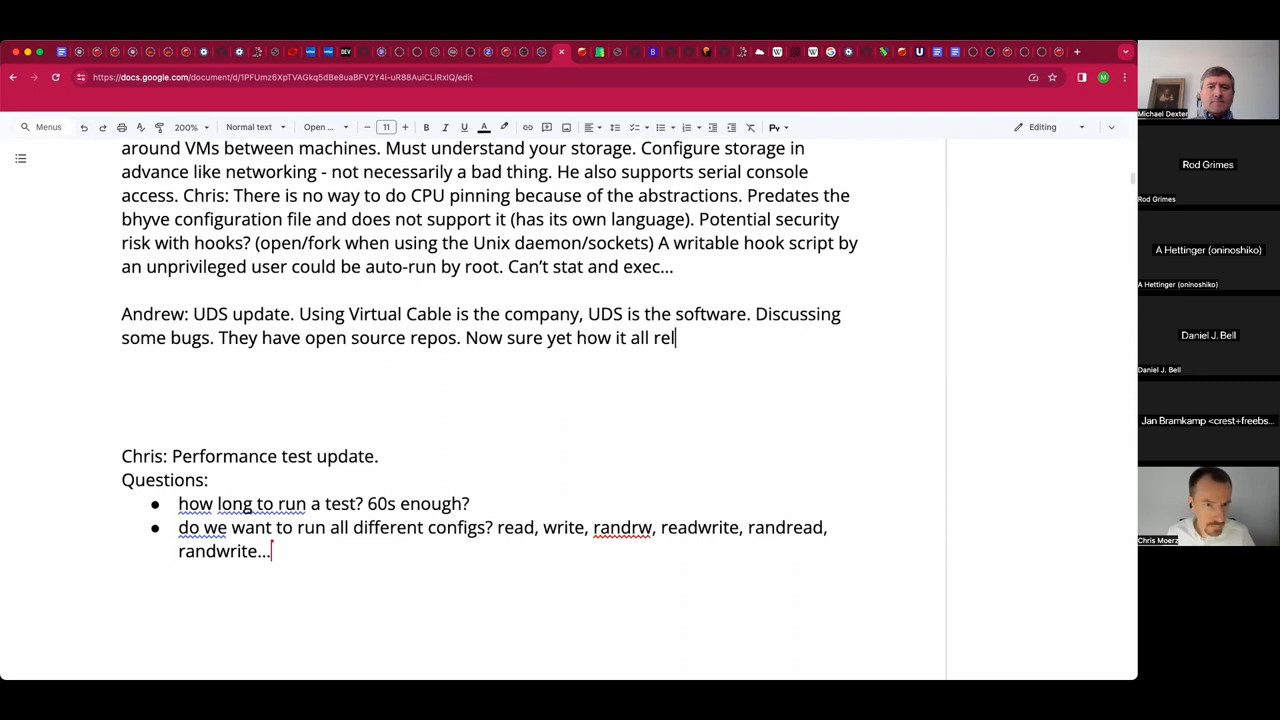 DEV
W
W
https://docs.google.com/document/d/1PFUmz6XpTVAGkq5dBe8uaBFV2Y4i-uR88AuiCLlRxIQ/edit
M
Menus
200%
Normal text
Open ...
11
B I U A
Editing
around VMs between machines. Must understand your storage. Configure storage in
advance like networking - not necessarily a bad thing. He also supports serial console
access. Chris: There is no way to do CPU pinning because of the abstractions. Predates the
bhyve configuration file and does not support it (has its own language). Potential security
risk with hooks? (open/fork when using the Unix daemon/sockets) A writable hook script by
an unprivileged user could be auto-run by root. Can't stat and exec...
Andrew: UDS update. Using Virtual Cable is the company, UDS is the software. Discussing
some bugs. They have open source repos. Now sure yet how it all rel
Chris: Performance test update.
Questions:
● how long to run a test? 60s enough?
● do we want to run all different configs? read, write, randrw, readwrite, randread,
randwrite...
Michael Dexter
Rod Grimes
Rod Grimes
A Hettinger (oninoshiko)
A Hettinger (oninoshiko)
Daniel J. Bell
Daniel J. Bell
Jan Bramkamp <crest+freebs...
Chris Moerz